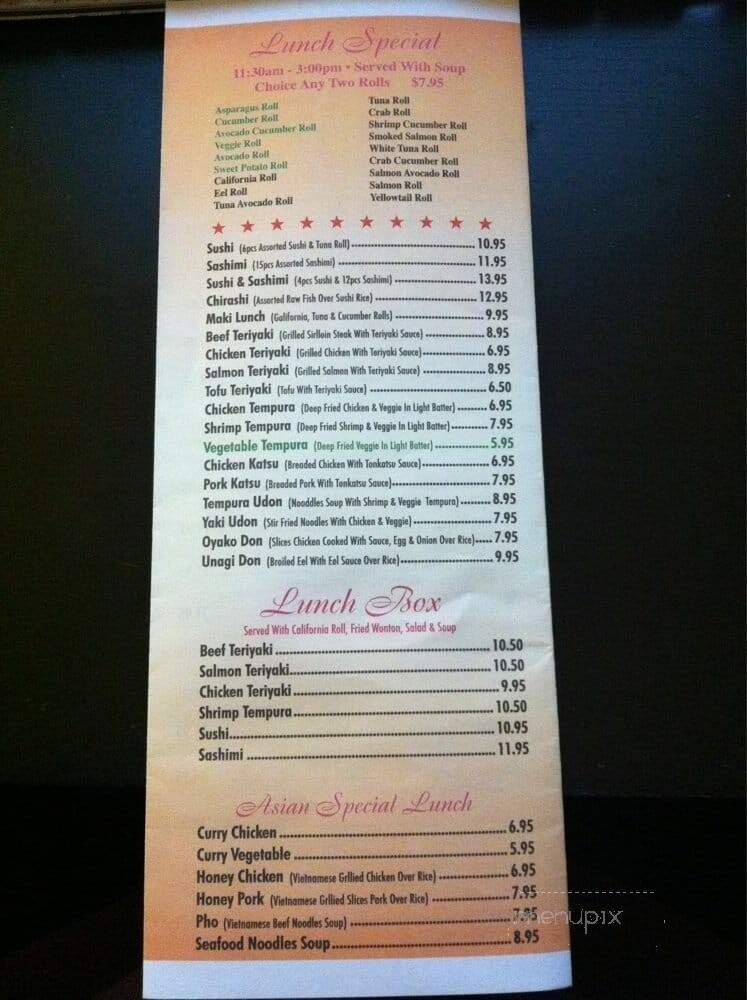 Lunch Special
11:30am - 3:00pm • Served With Soup
Choice Any Two Rolls $7.95
Asparagus Roll
Cucumber Roll
Avocado Cucumber Roll
Veggie Roll
Avocado Roll
Sweet Potato Roll
California Roll
Eel Roll
Tuna Avocado Roll
Tuna Roll
Crab Roll
Shrimp Cucumber Roll
Smoked Salmon Roll
White Tuna Roll
Crab Cucumber Roll
Salmon Avocado Roll
Salmon Roll
Yellowtail Roll
Sushi (6pcs Assorted Sushi & Tuna Roll) 10.95
Sashimi (15pcs Assorted Sashimi) 11.95
Sushi & Sashimi (4pcs Sushi & 12pcs Sashimi) 13.95
Chirashi (Assorted Raw Fish Over Sushi Rice) 12.95
Maki Lunch (California, Tuna & Cucumber Rolls) 9.95
Beef Teriyaki (Grilled Sirlloin Steak With Teriyaki Sauce) 8.95
Chicken Teriyaki (Grilled Chicken With Teriyaki Sauce) 6.95
Salmon Teriyaki (Grilled Salmon With Teriyaki Sauce) 8.95
Tofu Teriyaki (Tofu With Teriyaki Sauce) 6.50
Chicken Tempura (Deep Fried Chicken & Veggie In Light Batter) 6.95
Shrimp Tempura (Deep Fried Shrimp & Veggie In Light Batter) 7.95
Vegetable Tempura (Deep Fried Veggie In Light Batter) 5.95
Chicken Katsu (Breaded Chicken With Tonkatsu Sauce) 6.95
Pork Katsu (Breaded Pork With Tonkatsu Sauce) 7.95
Tempura Udon (Nooddles Soup With Shrimp & Veggie Tempura) 8.95
Yaki Udon (Stir Fried Noodles With Chicken & Veggie) 7.95
Oyako Don (Slices Chicken Cooked With Sauce, Egg & Onion Over Rice) 7.95
Unagi Don (Broiled Eel With Eel Sauce Over Rice) 9.95
Lunch Box
Served With California Roll, Fried Wonton, Salad & Soup
Beef Teriyaki 10.50
Salmon Teriyaki 10.50
Chicken Teriyaki 9.95
Shrimp Tempura 10.50
Sushi 10.95
Sashimi 11.95
Asian Special Lunch
Curry Chicken 6.95
Curry Vegetable 5.95
Honey Chicken (Vietnamese Grllied Chicken Over Rice) 6.95
Honey Pork (Vietnamese Grllied Slices Pork Over Rice) 7.95
Pho (Vietnamese Beef Noodles Soup) 7.95
Seafood Noodles Soup 8.95
menupix